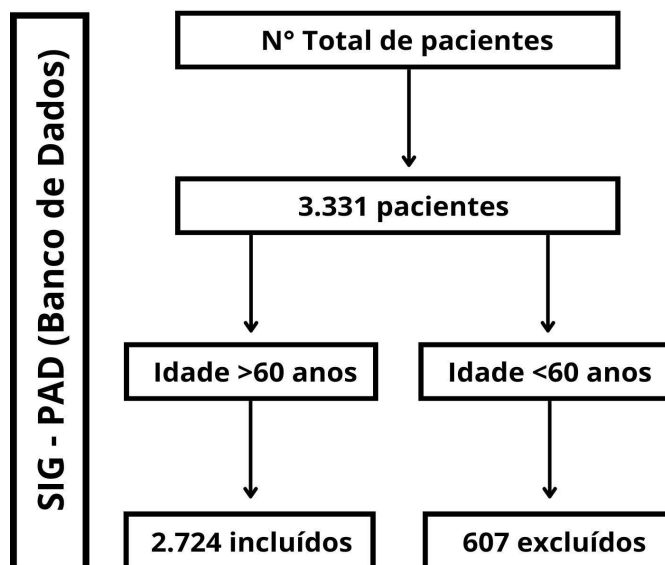 SIG - PAD (Banco de Dados)
N° Total de pacientes
3.331 pacientes
Idade >60 anos
Idade <60 anos
2.724 incluídos
607 excluídos